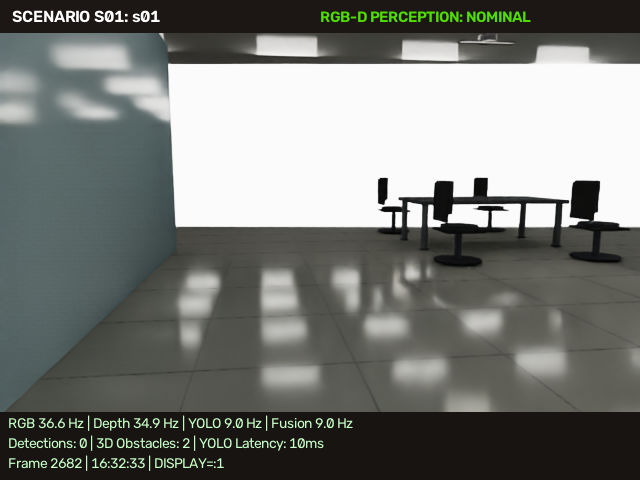 SCENARIO S01: s01
RGB-D PERCEPTION: NOMINAL
RGB 36.6 Hz | Depth 34.9 Hz | YOLO 9.0 Hz | Fusion 9.0 Hz
Detections: 0 | 3D Obstacles: 2 | YOLO Latency: 10ms
Frame 2682 | 16:32:33 | DISPLAY=:1